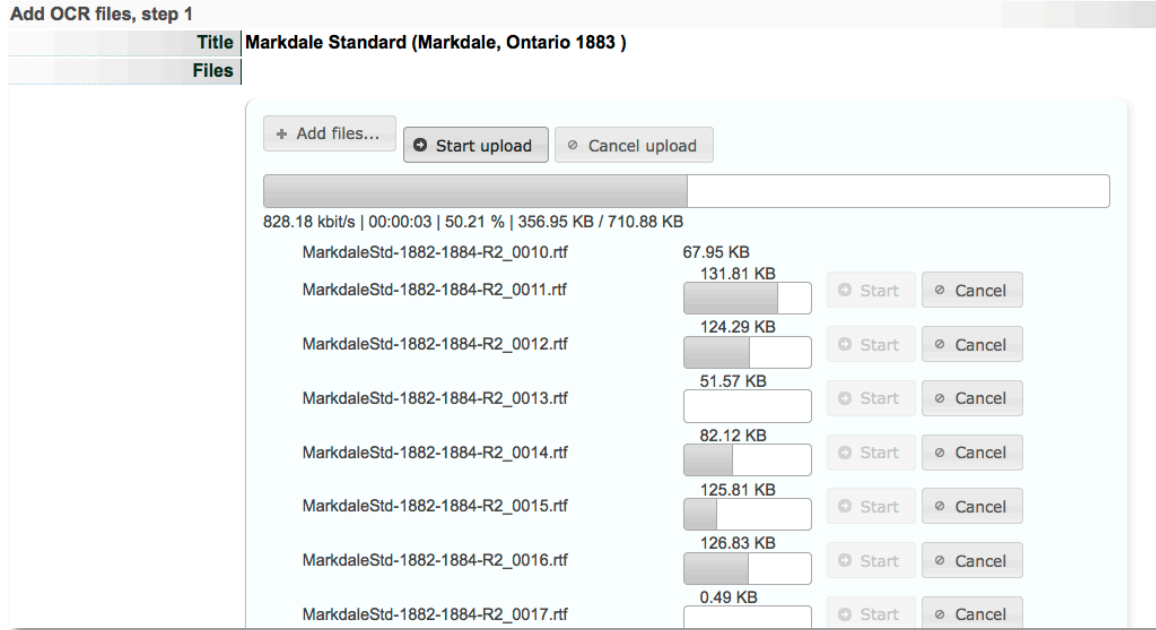 Add OCR files, step 1
Title Markdale Standard (Markdale, Ontario 1883 )
Files
+ Add files... Start upload Cancel upload
828.18 kbit/s | 00:00:03 | 50.21 % | 356.95 KB / 710.88 KB
MarkdaleStd-1882-1884-R2_0010.rtf 67.95 KB
131.81 KB
MarkdaleStd-1882-1884-R2_0011.rtf Start Cancel
124.29 KB
MarkdaleStd-1882-1884-R2_0012.rtf Start Cancel
51.57 KB
MarkdaleStd-1882-1884-R2_0013.rtf Start Cancel
82.12 KB
MarkdaleStd-1882-1884-R2_0014.rtf Start Cancel
125.81 KB
MarkdaleStd-1882-1884-R2_0015.rtf Start Cancel
126.83 KB
MarkdaleStd-1882-1884-R2_0016.rtf Start Cancel
0.49 KB
MarkdaleStd-1882-1884-R2_0017.rtf Start Cancel